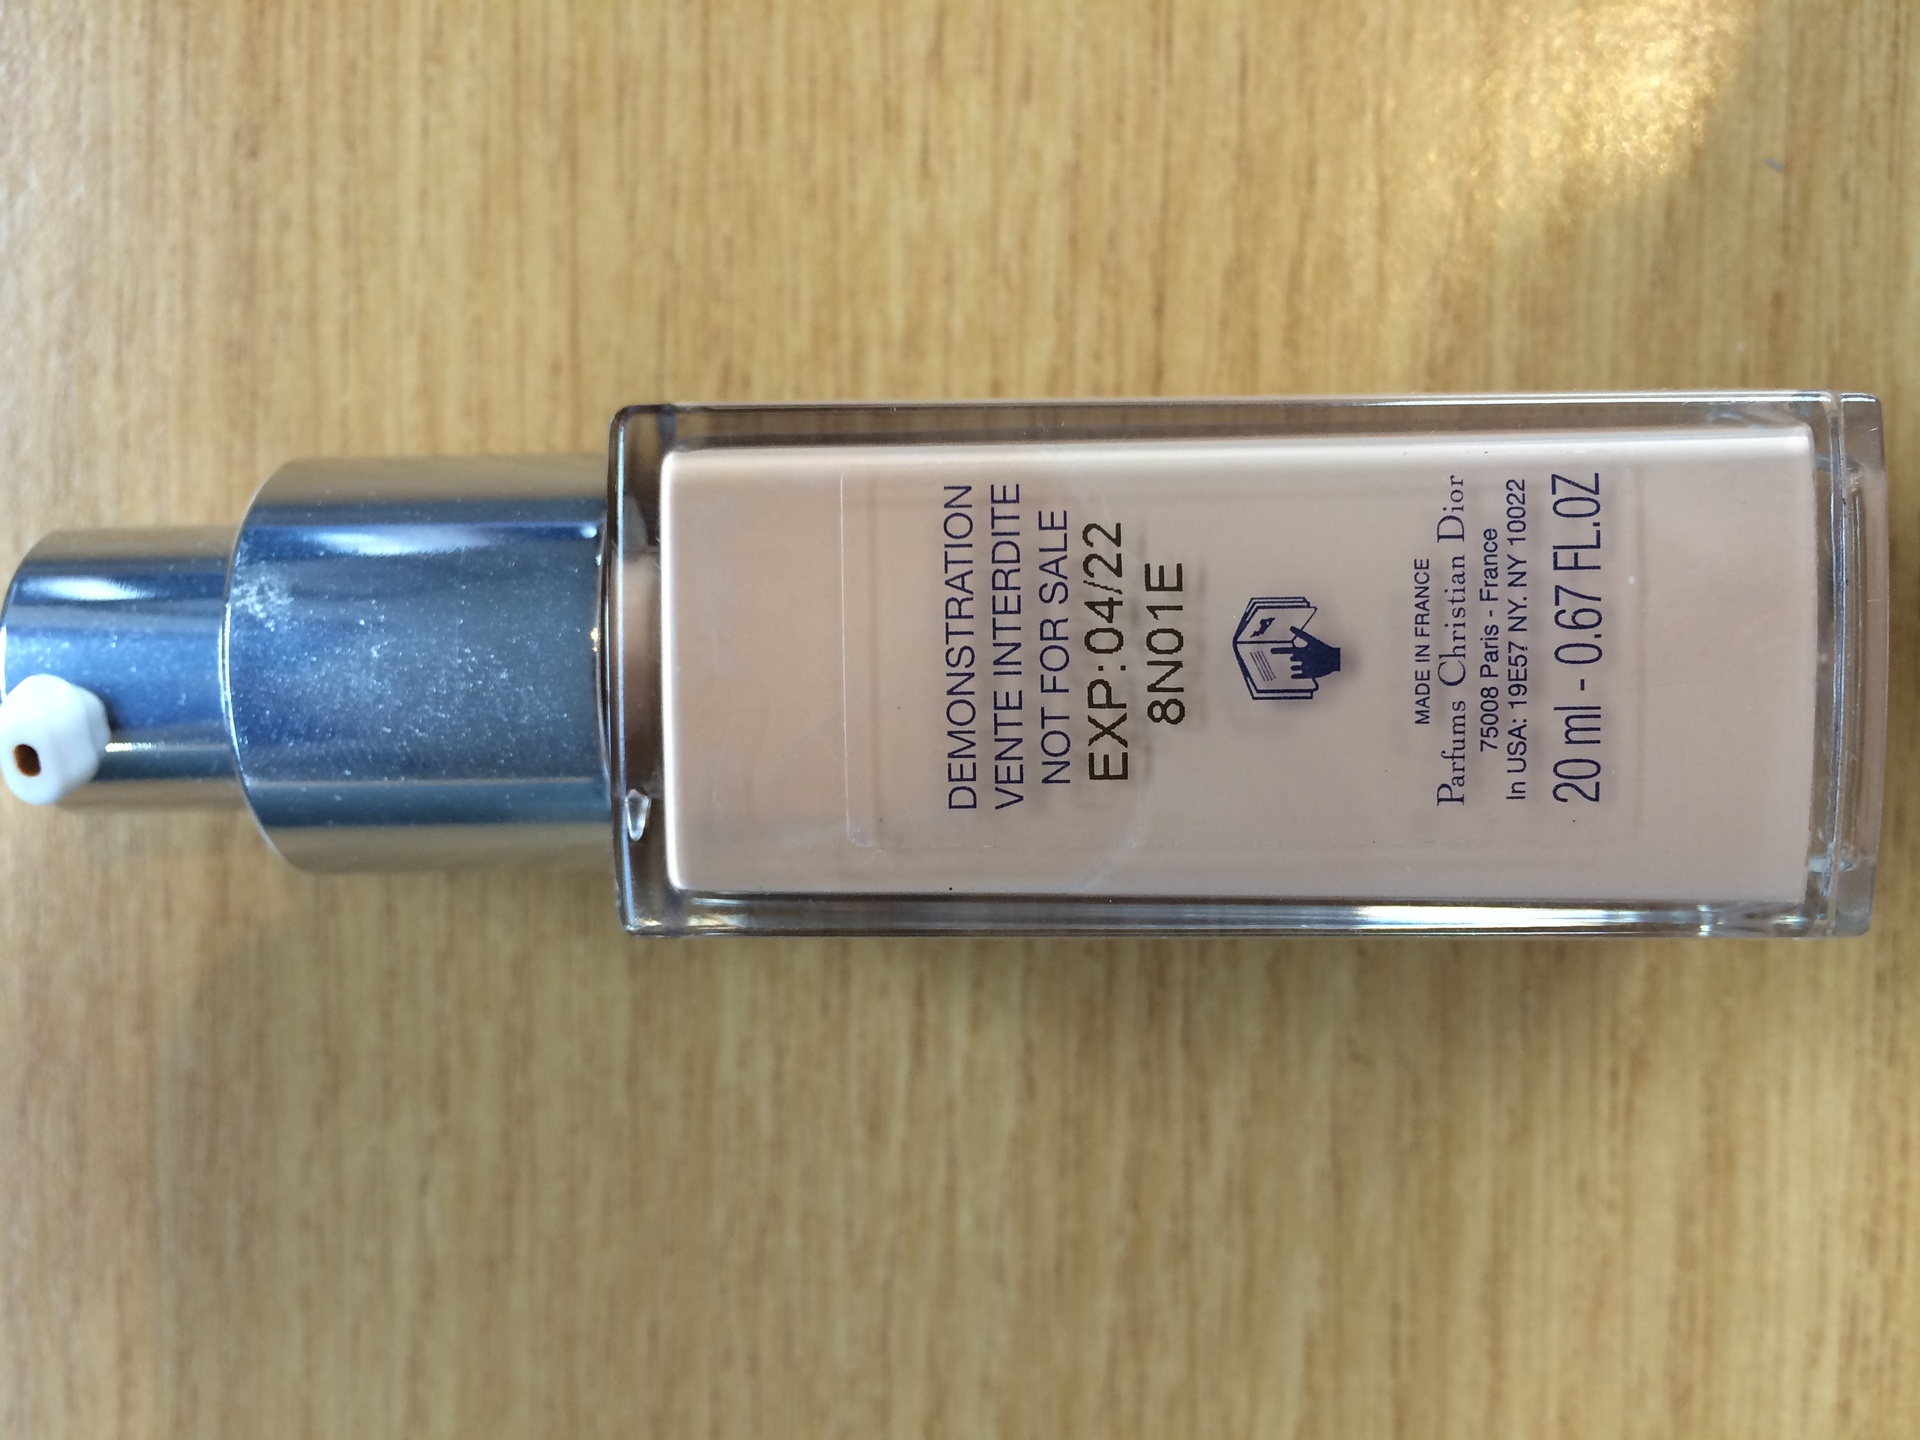 DEMONSTRATION
VENTE INTERDITE
NOT FOR SALE
EXP:04/22
8N01E
MADE IN FRANCE
Parfums Christian Dior
75008 Paris - France
In USA: 19E57 NY. NY 10022
20 ml - 0.67 FL.OZ